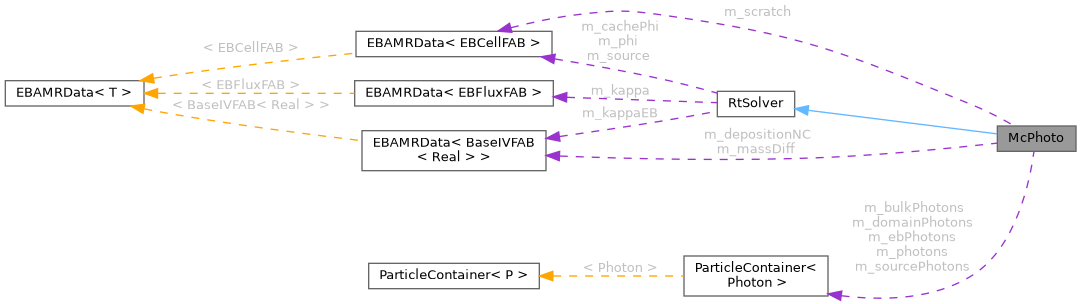 m_scratch
m_cachePhi
m_phi
m_source
EBAMRData< EBCellFAB >
< EBCellFAB >
EBAMRData< T >
< EBFluxFAB >
EBAMRData< EBFluxFAB >
m_kappa
RtSolver
< BaseIVFAB< Real > >
m_kappaEB
EBAMRData< BaseIVFAB
< Real > >
m_depositionNC
m_massDiff
McPhoto
m_bulkPhotons
m_domainPhotons
m_ebPhotons
m_photons
m_sourcePhotons
ParticleContainer< P >
< Photon >
ParticleContainer<
Photon >